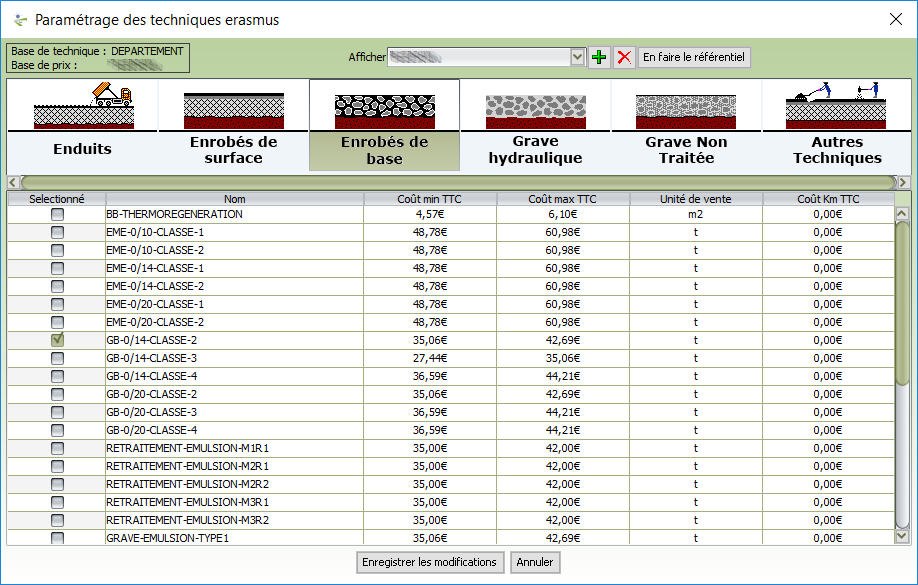 Paramétrage des techniques erasmus
Base de technique : DEPARTEMENT
Base de prix :
Afficher
En faire le référentiel
Enduits
Enrobés de surface
Enrobés de base
Grave hydraulique
Grave Non Traitée
Autres Techniques
Selectionné Nom Coût min TTC Coût max TTC Unité de vente Coût Km TTC
BB-THERMOREGENERATION 4,57€ 6,10€ m2 0,00€
EME-0/10-CLASSE-1 48,78€ 60,98€ t 0,00€
EME-0/10-CLASSE-2 48,78€ 60,98€ t 0,00€
EME-0/14-CLASSE-1 48,78€ 60,98€ t 0,00€
EME-0/14-CLASSE-2 48,78€ 60,98€ t 0,00€
EME-0/20-CLASSE-1 48,78€ 60,98€ t 0,00€
EME-0/20-CLASSE-2 48,78€ 60,98€ t 0,00€
GB-0/14-CLASSE-2 35,06€ 42,69€ t 0,00€
GB-0/14-CLASSE-3 27,44€ 35,06€ t 0,00€
GB-0/14-CLASSE-4 36,59€ 44,21€ t 0,00€
GB-0/20-CLASSE-2 35,06€ 42,69€ t 0,00€
GB-0/20-CLASSE-3 36,59€ 44,21€ t 0,00€
GB-0/20-CLASSE-4 36,59€ 44,21€ t 0,00€
RETRAITEMENT-EMULSION-M1R1 35,00€ 42,00€ t 0,00€
RETRAITEMENT-EMULSION-M2R1 35,00€ 42,00€ t 0,00€
RETRAITEMENT-EMULSION-M2R2 35,00€ 42,00€ t 0,00€
RETRAITEMENT-EMULSION-M3R1 35,00€ 42,00€ t 0,00€
RETRAITEMENT-EMULSION-M3R2 35,00€ 42,00€ t 0,00€
GRAVE-EMULSION-TYPE1 35,06€ 42,69€ t 0,00€
Enregistrer les modifications
Annuler